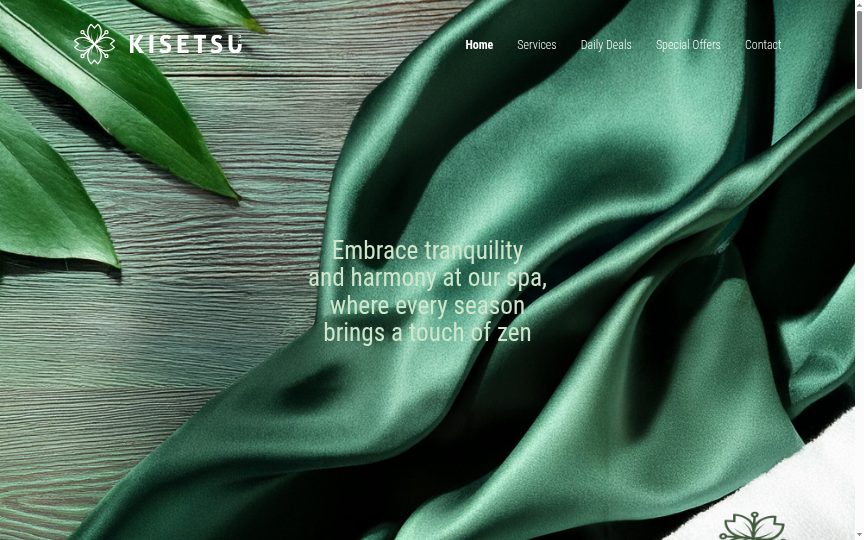 KISETSU
Home
Services
Daily Deals
Special Offers
Contact
Embrace tranquility
and harmony at our spa,
where every season
brings a touch of zen